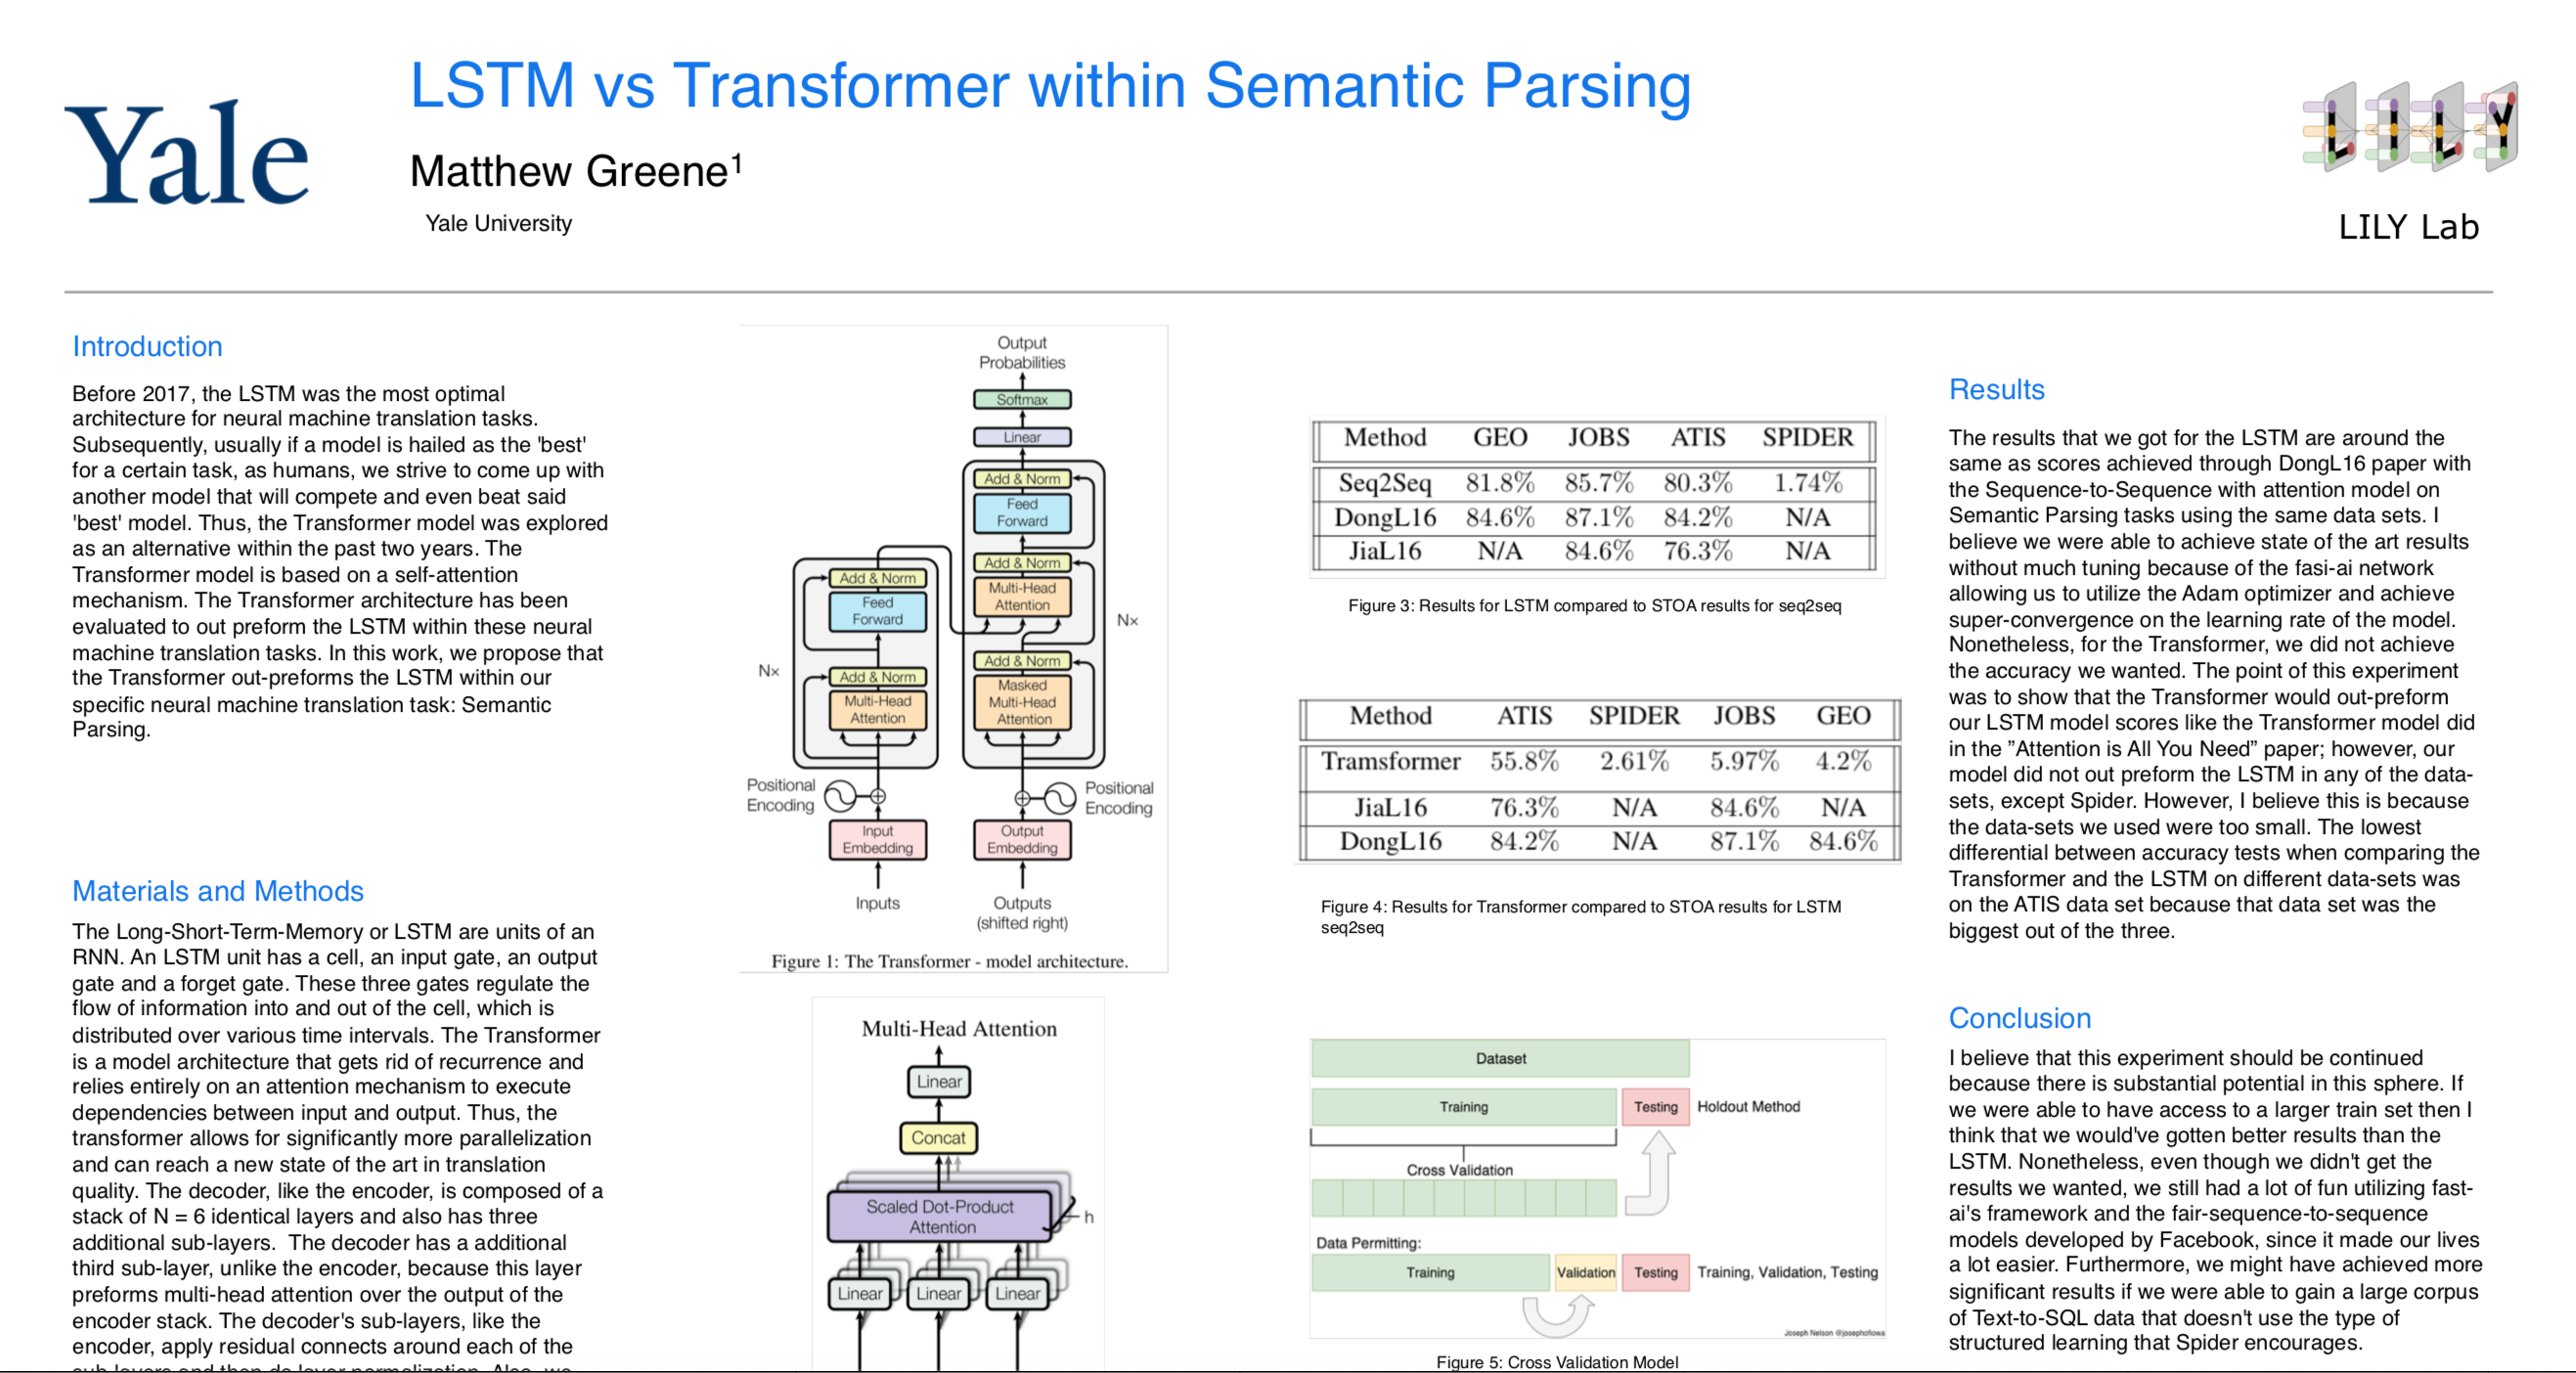 LSTM vs Transformer within Semantic Parsing
Yale
Matthew Greene1
Yale University
LILY Lab
Introduction
Before 2017, the LSTM was the most optimal
architecture for neural machine translation tasks.
Subsequently, usually if a model is hailed as the 'best'
for a certain task, as humans, we strive to come up with
another model that will compete and even beat said
'best' model. Thus, the Transformer model was explored
as an alternative within the past two years. The
Transformer model is based on a self-attention
mechanism. The Transformer architecture has been
evaluated to out preform the LSTM within these neural
machine translation tasks. In this work, we propose that
the Transformer out-preforms the LSTM within our
specific neural machine translation task: Semantic
Parsing.
Materials and Methods
The Long-Short-Term-Memory or LSTM are units of an
RNN. An LSTM unit has a cell, an input gate, an output
gate and a forget gate. These three gates regulate the
flow of information into and out of the cell, which is
distributed over various time intervals. The Transformer
is a model architecture that gets rid of recurrence and
relies entirely on an attention mechanism to execute
dependencies between input and output. Thus, the
transformer allows for significantly more parallelization
and can reach a new state of the art in translation
quality. The decoder, like the encoder, is composed of a
stack of N = 6 identical layers and also has three
additional sub-layers. The decoder has a additional
third sub-layer, unlike the encoder, because this layer
preforms multi-head attention over the output of the
encoder stack. The decoder's sub-layers, like the
encoder, apply residual connects around each of the
Output
Probabilities
Softmax
Linear
Add & Norm
Feed
Forward
Add & Norm
Multi-Head
Attention
Add & Norm
Masked
Multi-Head
Attention
Nx
Add & Norm
Feed
Forward
Add & Norm
Multi-Head
Attention
Nx
Positional
Encoding
Positional
Encoding
Input
Embedding
Output
Embedding
Inputs
Outputs
(shifted right)
Figure 1: The Transformer - model architecture.
Multi-Head Attention
Linear
Concat
Scaled Dot-Product
Attention
h
Linear Linear Linear
Method GEO JOBS ATIS SPIDER
Seq2Seq 81.8% 85.7% 80.3% 1.74%
DongL16 84.6% 87.1% 84.2% N/A
JiaL16 N/A 84.6% 76.3% N/A
Figure 3: Results for LSTM compared to STOA results for seq2seq
Method ATIS SPIDER JOBS GEO
Tramsformer 55.8% 2.61% 5.97% 4.2%
JiaL16 76.3% N/A 84.6% N/A
DongL16 84.2% N/A 87.1% 84.6%
Figure 4: Results for Transformer compared to STOA results for LSTM
seq2seq
Dataset
Training Testing Holdout Method
Cross Validation
Data Permitting:
Training Validation Testing Training, Validation, Testing
Joseph Nelson @josephofiowa
Figure 5: Cross Validation Model
Results
The results that we got for the LSTM are around the
same as scores achieved through DongL16 paper with
the Sequence-to-Sequence with attention model on
Semantic Parsing tasks using the same data sets. I
believe we were able to achieve state of the art results
without much tuning because of the fasi-ai network
allowing us to utilize the Adam optimizer and achieve
super-convergence on the learning rate of the model.
Nonetheless, for the Transformer, we did not achieve
the accuracy we wanted. The point of this experiment
was to show that the Transformer would out-preform
our LSTM model scores like the Transformer model did
in the ”Attention is All You Need” paper; however, our
model did not out preform the LSTM in any of the data-
sets, except Spider. However, I believe this is because
the data-sets we used were too small. The lowest
differential between accuracy tests when comparing the
Transformer and the LSTM on different data-sets was
on the ATIS data set because that data set was the
biggest out of the three.
Conclusion
I believe that this experiment should be continued
because there is substantial potential in this sphere. If
we were able to have access to a larger train set then I
think that we would've gotten better results than the
LSTM. Nonetheless, even though we didn't get the
results we wanted, we still had a lot of fun utilizing fast-
ai's framework and the fair-sequence-to-sequence
models developed by Facebook, since it made our lives
a lot easier. Furthermore, we might have achieved more
significant results if we were able to gain a large corpus
of Text-to-SQL data that doesn't use the type of
structured learning that Spider encourages.